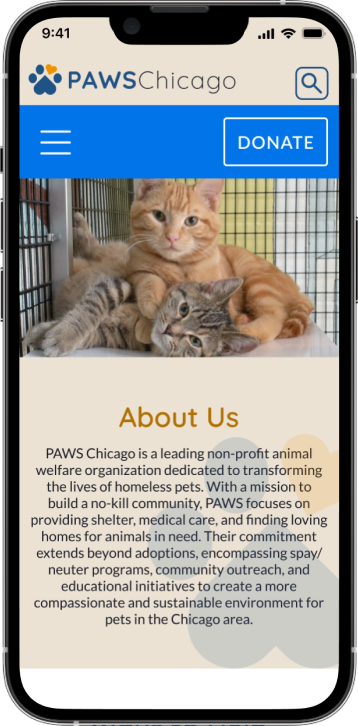 9:41
PAWSChicago
DONATE
About Us
PAWS Chicago is a leading non-profit animal
welfare organization dedicated to transforming
the lives of homeless pets. With a mission to
build a no-kill community, PAWS focuses on
providing shelter, medical care, and finding loving
homes for animals in need. Their commitment
extends beyond adoptions, encompassing spay/
neuter programs, community outreach, and
educational initiatives to create a more
compassionate and sustainable environment for
pets in the Chicago area.